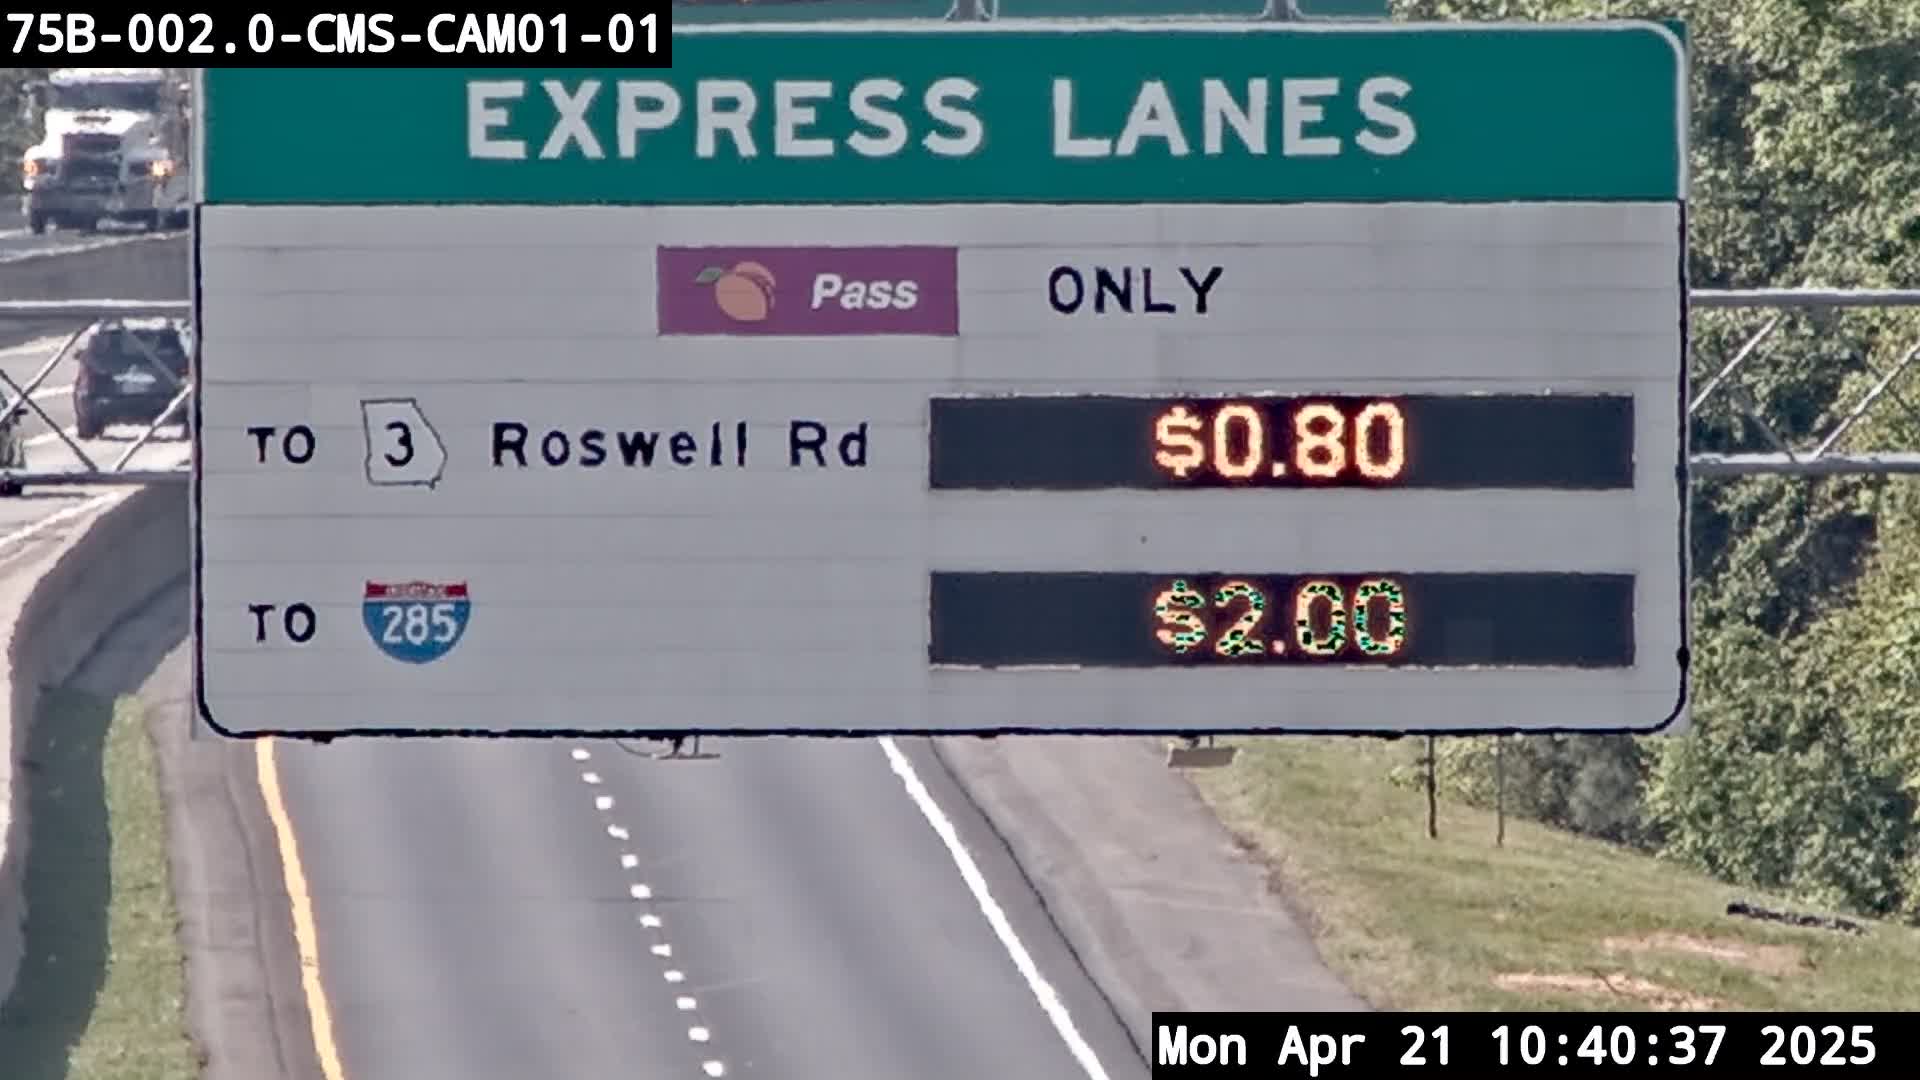 75B-002.0-CMS-CAM01-01
EXPRESS LANES
Pass ONLY
TO 3 Roswell Rd $0.80
TO 285 $2.00
Mon Apr 21 10:40:37 2025